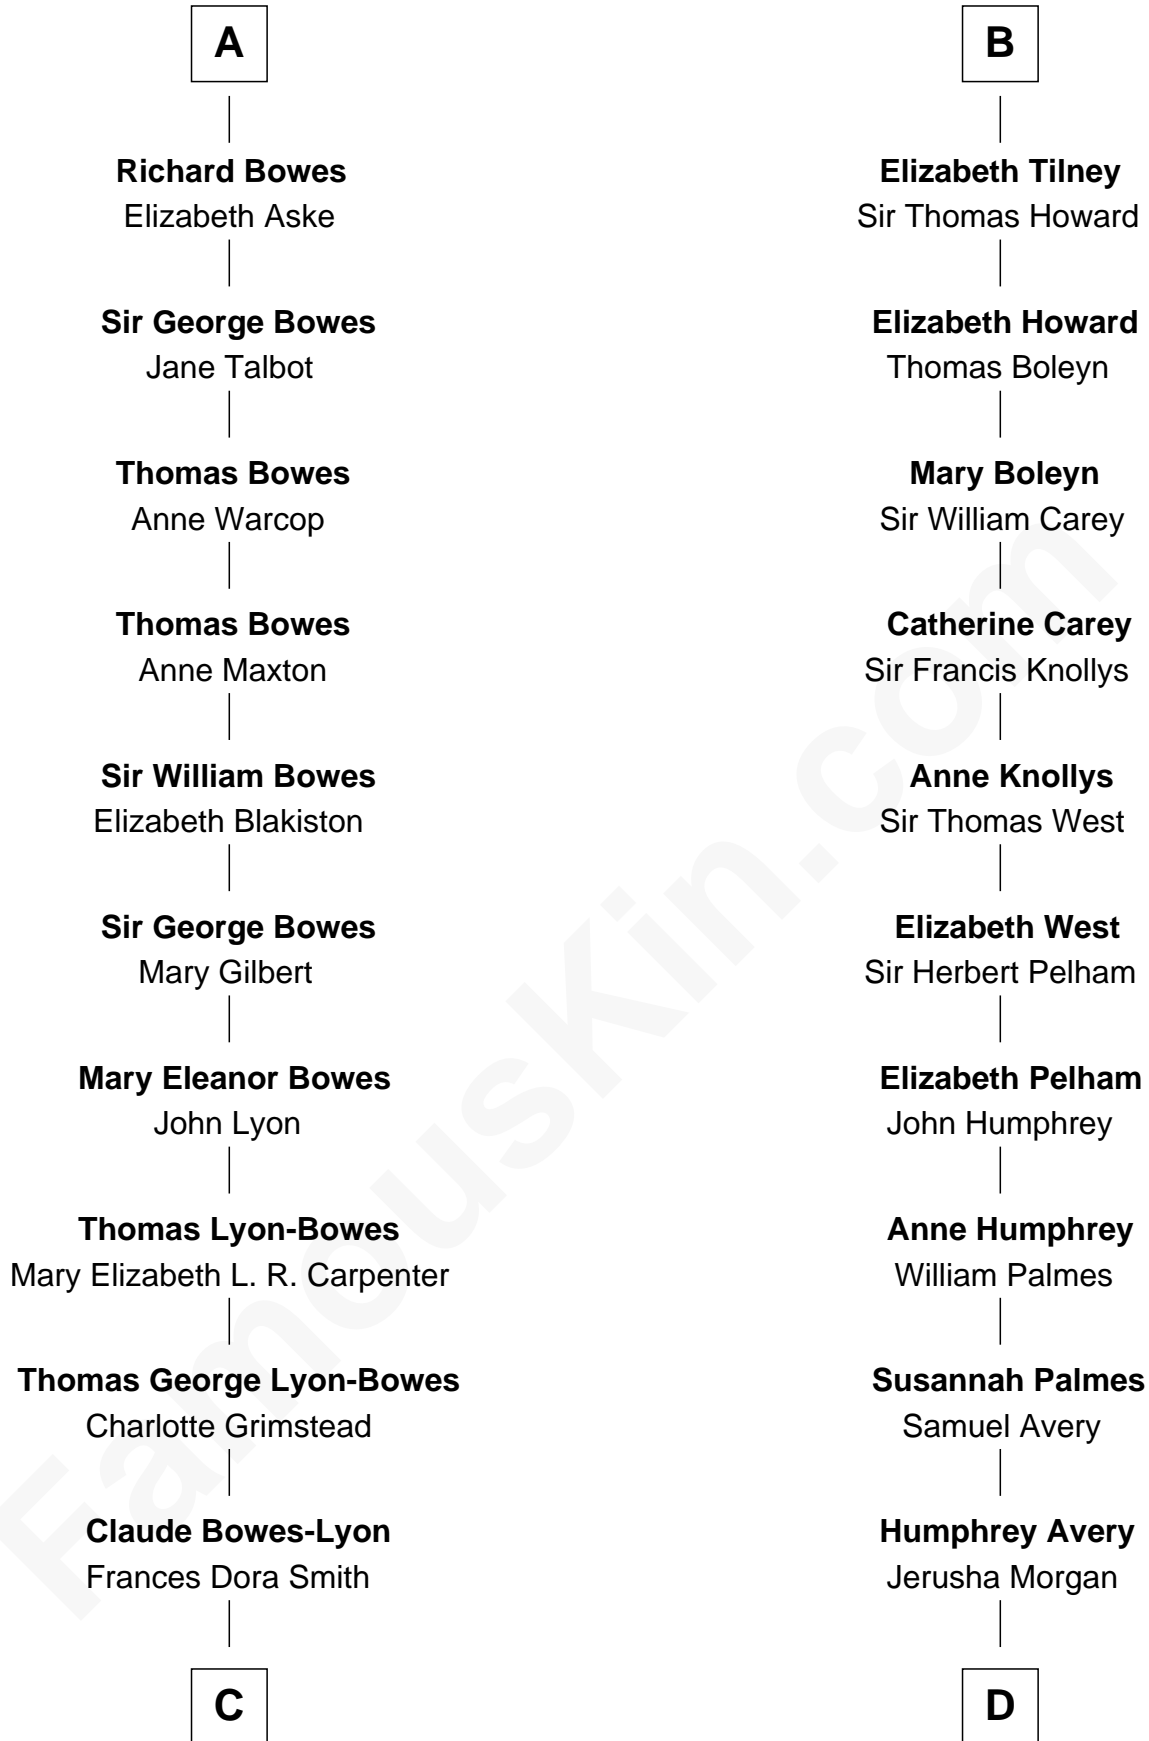 A
Richard Bowes
Elizabeth Aske
Sir George Bowes
Jane Talbot
Thomas Bowes
Anne Warcop
Thomas Bowes
Anne Maxton
Sir William Bowes
Elizabeth Blakiston
Sir George Bowes
Mary Gilbert
Mary Eleanor Bowes
John Lyon
Thomas Lyon-Bowes
Mary Elizabeth L. R. Carpenter
Thomas George Lyon-Bowes
Charlotte Grimstead
Claude Bowes-Lyon
Frances Dora Smith
C
B
Elizabeth Tilney
Sir Thomas Howard
Elizabeth Howard
Thomas Boleyn
Mary Boleyn
Sir William Carey
Catherine Carey
Sir Francis Knollys
Anne Knollys
Sir Thomas West
Elizabeth West
Sir Herbert Pelham
Elizabeth Pelham
John Humphrey
Anne Humphrey
William Palmes
Susannah Palmes
Samuel Avery
Humphrey Avery
Jerusha Morgan
D
FamousKin.com